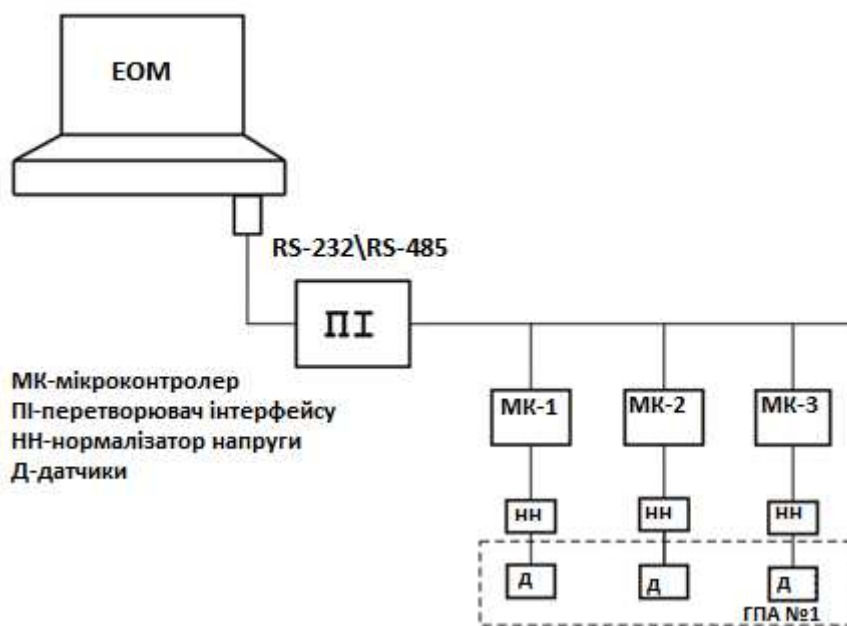 ЕОМ
RS-232\RS-485
ПІ
МК-мікроконтролер
ПІ-перетворювач інтерфейсу
НН-нормалізатор напруги
Д-датчики
МК-1 МК-2 МК-3
НН НН НН
Д Д Д
ГПА №1